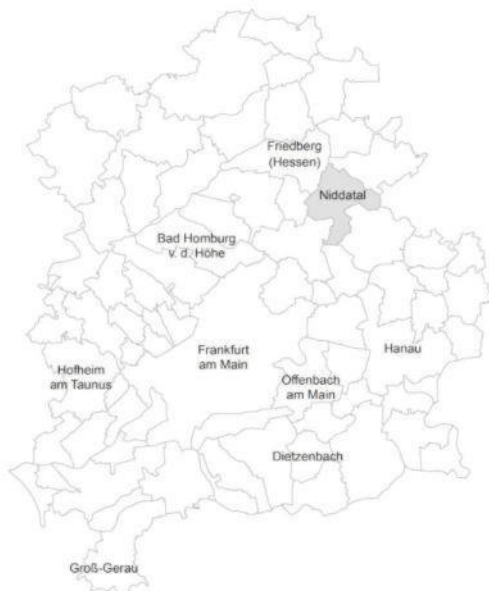 Friedberg
(Hessen)
Niddatal
Bad Homburg
v. d. Höhe
Frankfurt
am Main
Hanau
Hofheim
am Taunus
Offenbach
am Main
Dietzenbach
Groß-Gerau